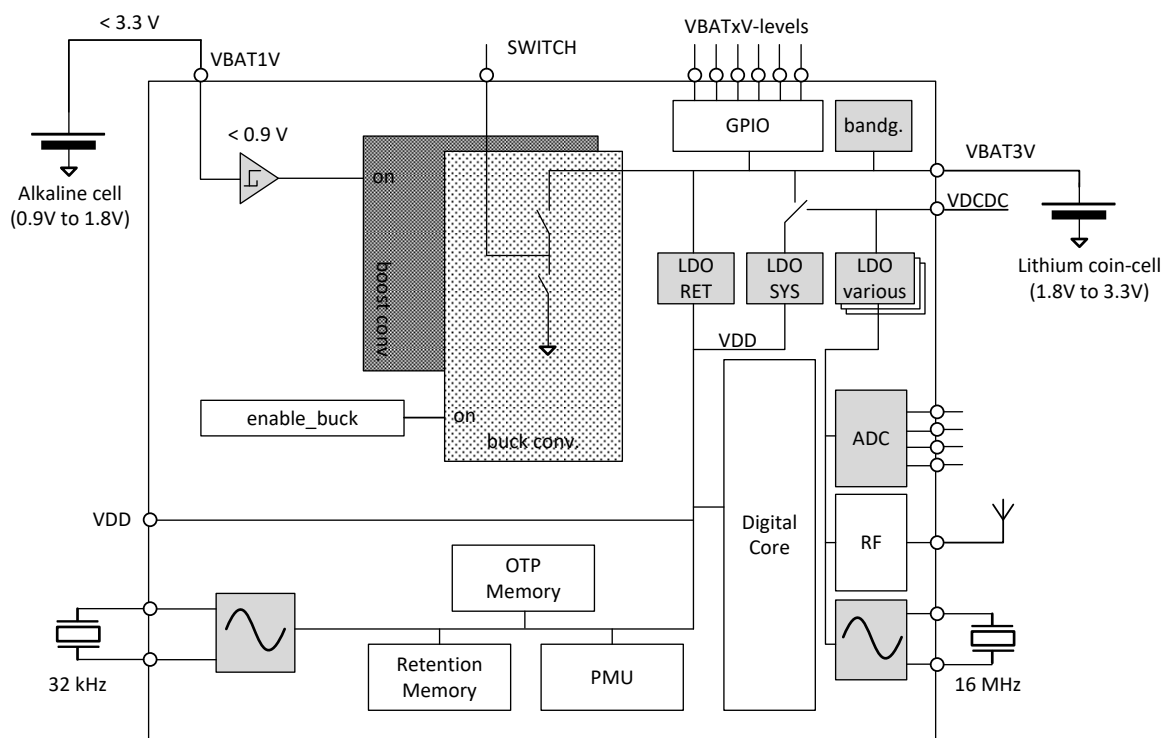 < 3.3 V
VBAT1V
SWITCH
VBATxV-levels
GPIO
bandg.
< 0.9 V
on
VBAT3V
VDCDC
Alkaline cell
(0.9V to 1.8V)
boost conv.
LDO
RET
LDO
SYS
LDO
various
Lithium coin-cell
(1.8V to 3.3V)
VDD
enable_buck
on
buck conv.
ADC
VDD
Digital
Core
RF
OTP
Memory
Retention
Memory
PMU
32 kHz
16 MHz